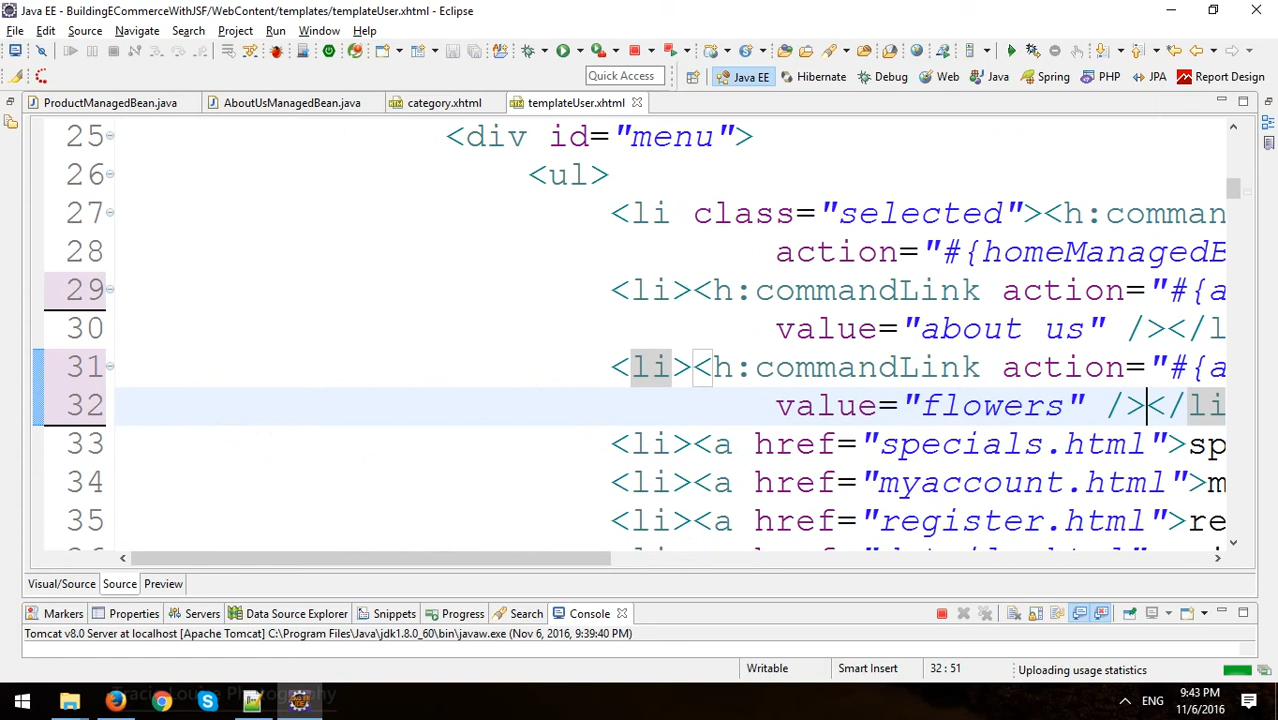 Java EE - BuildingECommerceWithJSF/WebContent/templates/templateUser.xhtml - Eclipse
File Edit Source Navigate Search Project Run Window Help
Quick Access Java EE Hibernate Debug Web Java Spring PHP JPA Report Design
ProductManagedBean.java AboutUsManagedBean.java category.xhtml templateUser.xhtml
25 <div id="menu">
26 <ul>
27 <li class="selected"><h:comman
28 action="#{homeManagedB
29 <li><h:commandLink action="#{a
30 value="about us" /></l
31 <li><h:commandLink action="#{a
32 value="flowers" /></li
33 <li><a href="specials.html">sp
34 <li><a href="myaccount.html">m
35 <li><a href="register.html">re
Visual/Source Source Preview
Markers Properties Servers Data Source Explorer Snippets Progress Search Console
Tomcat v8.0 Server at localhost [Apache Tomcat] C:\Program Files\Java\jdk1.8.0_60\bin\javaw.exe (Nov 6, 2016, 9:39:40 PM)
Writable Smart Insert 32 : 51 Uploading usage statistics
Tracie Louise Photography
ENG 9:43 PM
11/6/2016